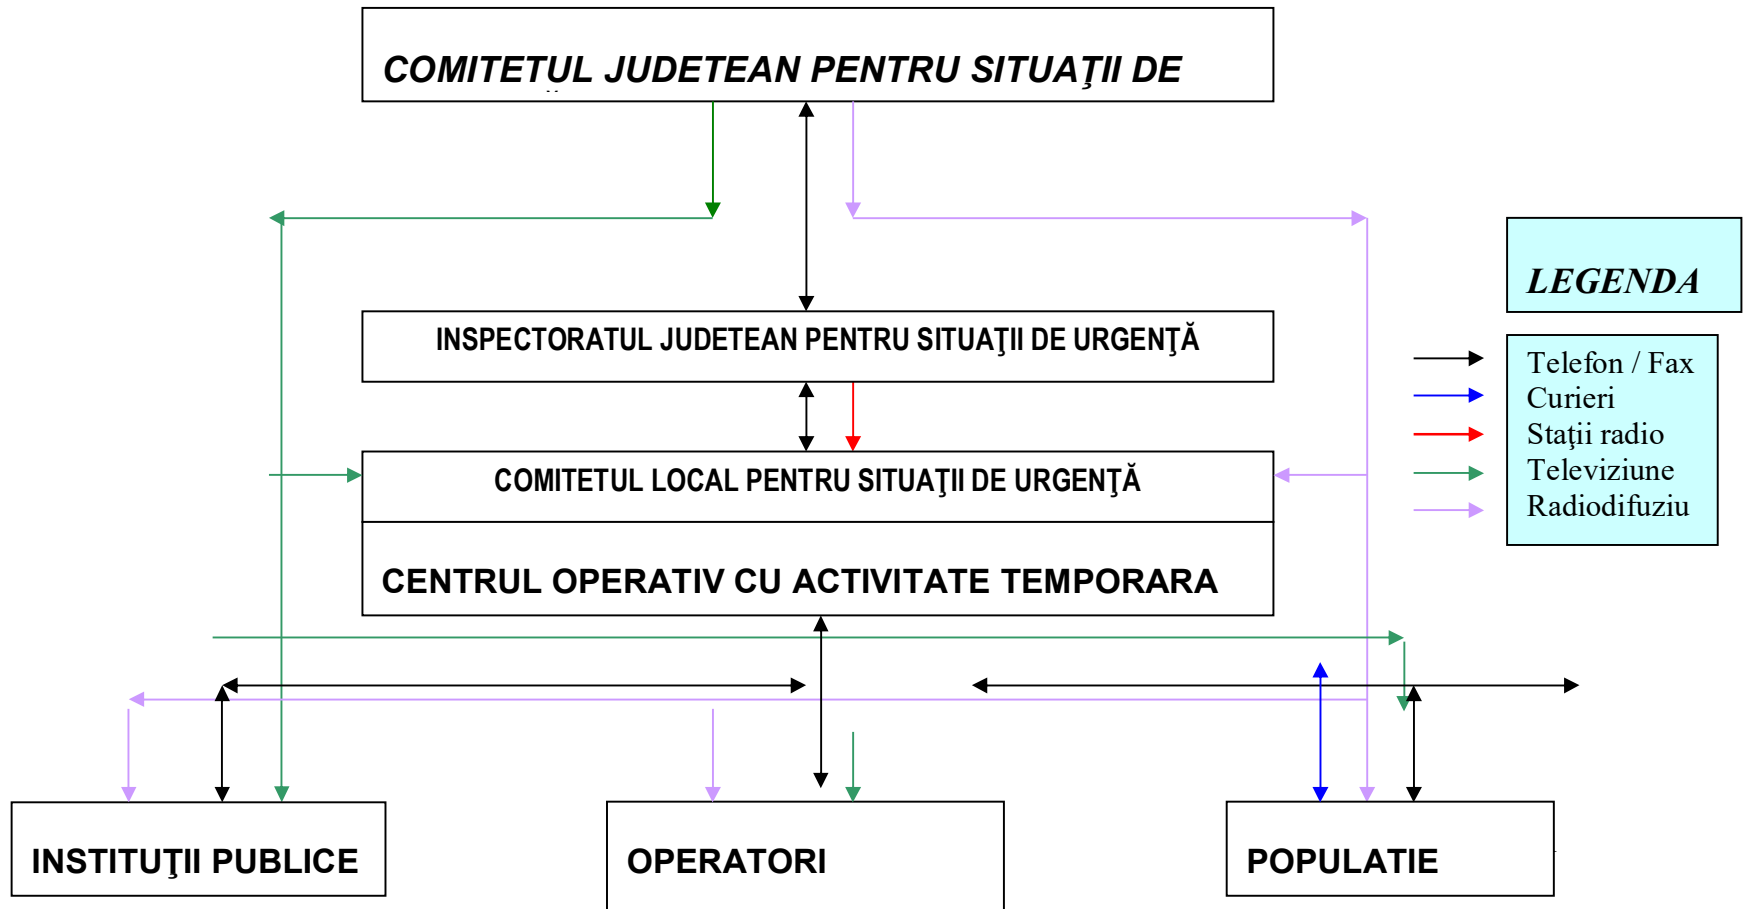 COMITETUL JUDETEAN PENTRU SITUAŢII DE
INSPECTORATUL JUDETEAN PENTRU SITUAŢII DE URGENŢĂ
COMITETUL LOCAL PENTRU SITUAŢII DE URGENŢĂ
CENTRUL OPERATIV CU ACTIVITATE TEMPORARA
INSTITUŢII PUBLICE
OPERATORI
POPULATIE
LEGENDA
Telefon / Fax
Curieri
Staţii radio
Televiziune
Radiodifuziu